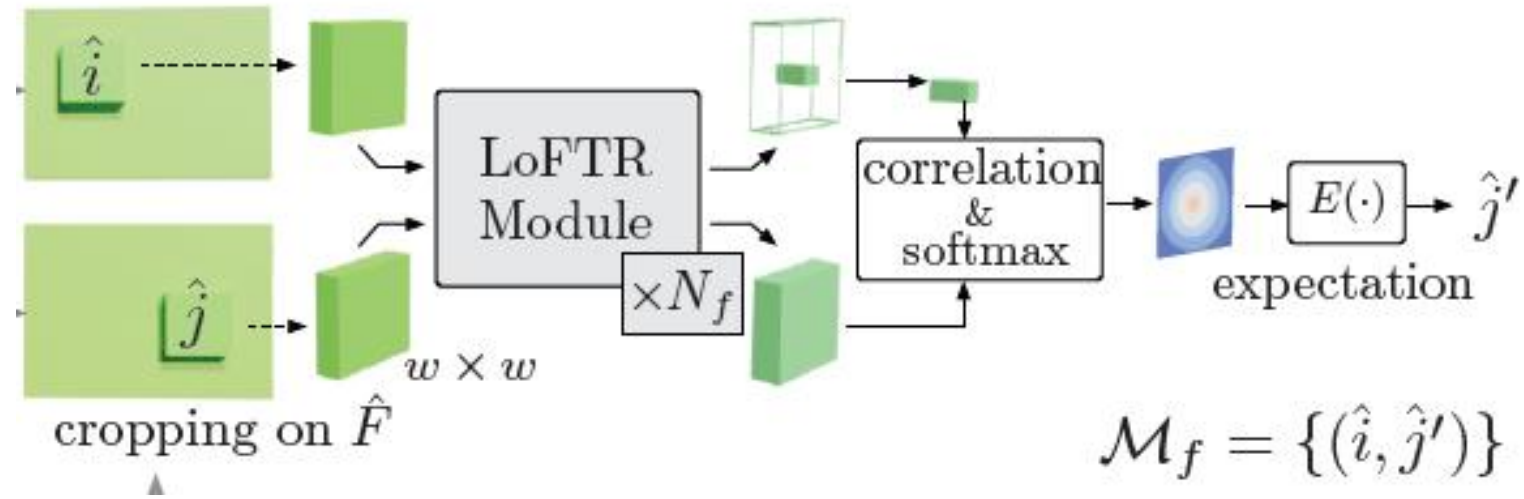 î
LoFTR
Module
×N_f
ĵ
w × w
cropping on F̂
correlation
&
softmax
E(·)
ĵ′
expectation
ℳ_f = {(î, ĵ′)}